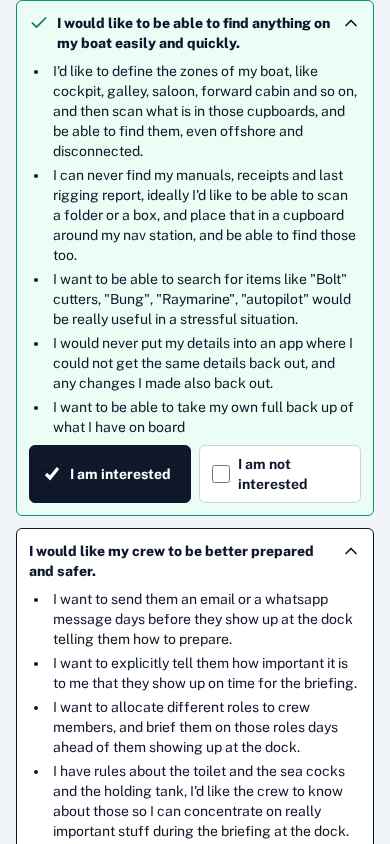 I would like to be able to find anything on
my boat easily and quickly.
I'd like to define the zones of my boat, like
cockpit, galley, saloon, forward cabin and so on,
and then scan what is in those cupboards, and
be able to find them, even offshore and
disconnected.
I can never find my manuals, receipts and last
rigging report, ideally I'd like to be able to scan
a folder or a box, and place that in a cupboard
around my nav station, and be able to find those
too.
I want to be able to search for items like "Bolt"
cutters, "Bung", "Raymarine", "autopilot" would
be really useful in a stressful situation.
I would never put my details into an app where I
could not get the same details back out, and
any changes I made also back out.
I want to be able to take my own full back up of
what I have on board
I am interested
I am not
interested
I would like my crew to be better prepared
and safer.
I want to send them an email or a whatsapp
message days before they show up at the dock
telling them how to prepare.
I want to explicitly tell them how important it is
to me that they show up on time for the briefing.
I want to allocate different roles to crew
members, and brief them on those roles days
ahead of them showing up at the dock.
I have rules about the toilet and the sea cocks
and the holding tank, I'd like the crew to know
about those so I can concentrate on really
important stuff during the briefing at the dock.